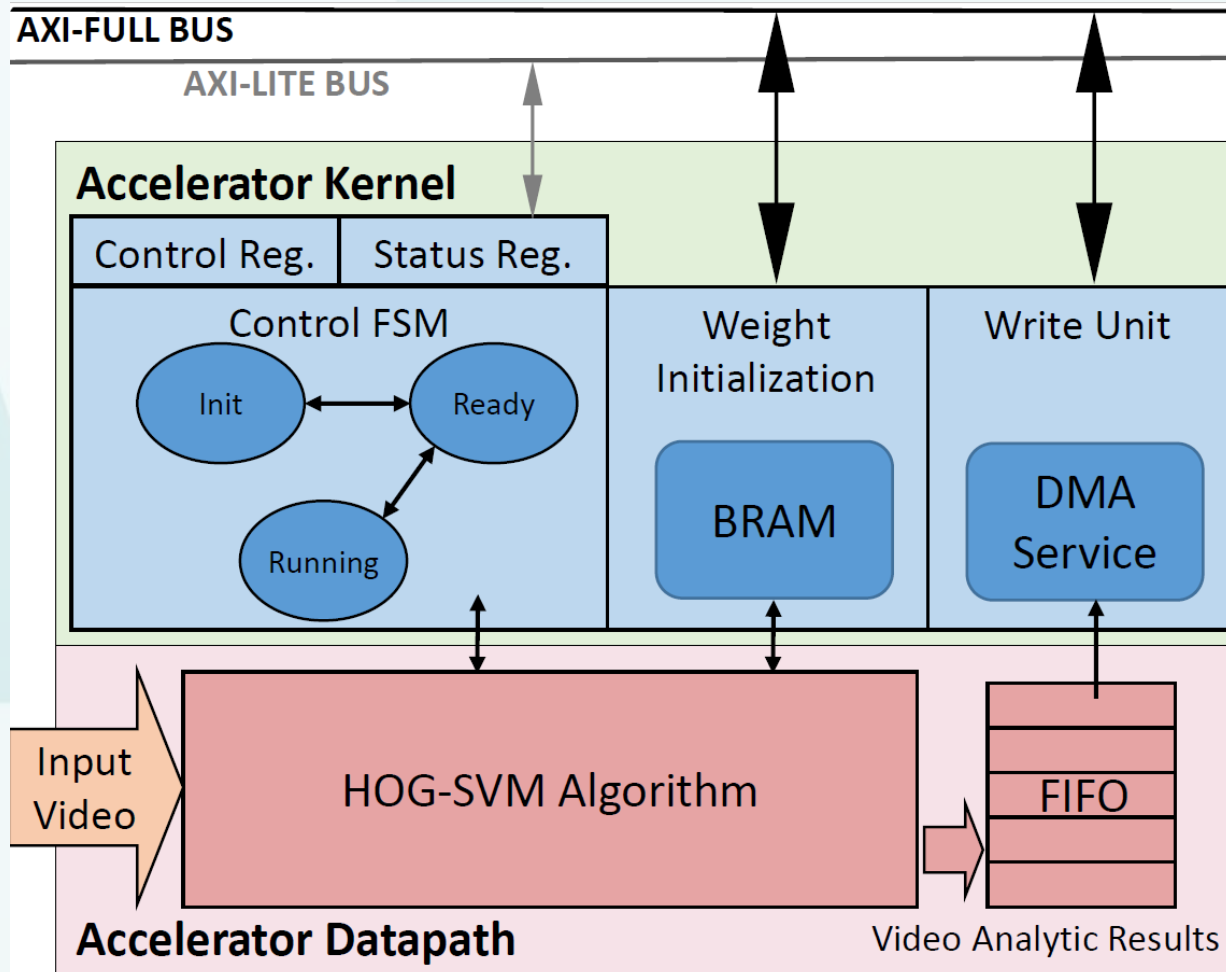 AXI-FULL BUS
AXI-LITE BUS
Accelerator Kernel
Control Reg.
Status Reg.
Control FSM
Init
Ready
Running
Weight
Initialization
BRAM
Write Unit
DMA
Service
Input
Video
HOG-SVM Algorithm
FIFO
Accelerator Datapath
Video Analytic Results